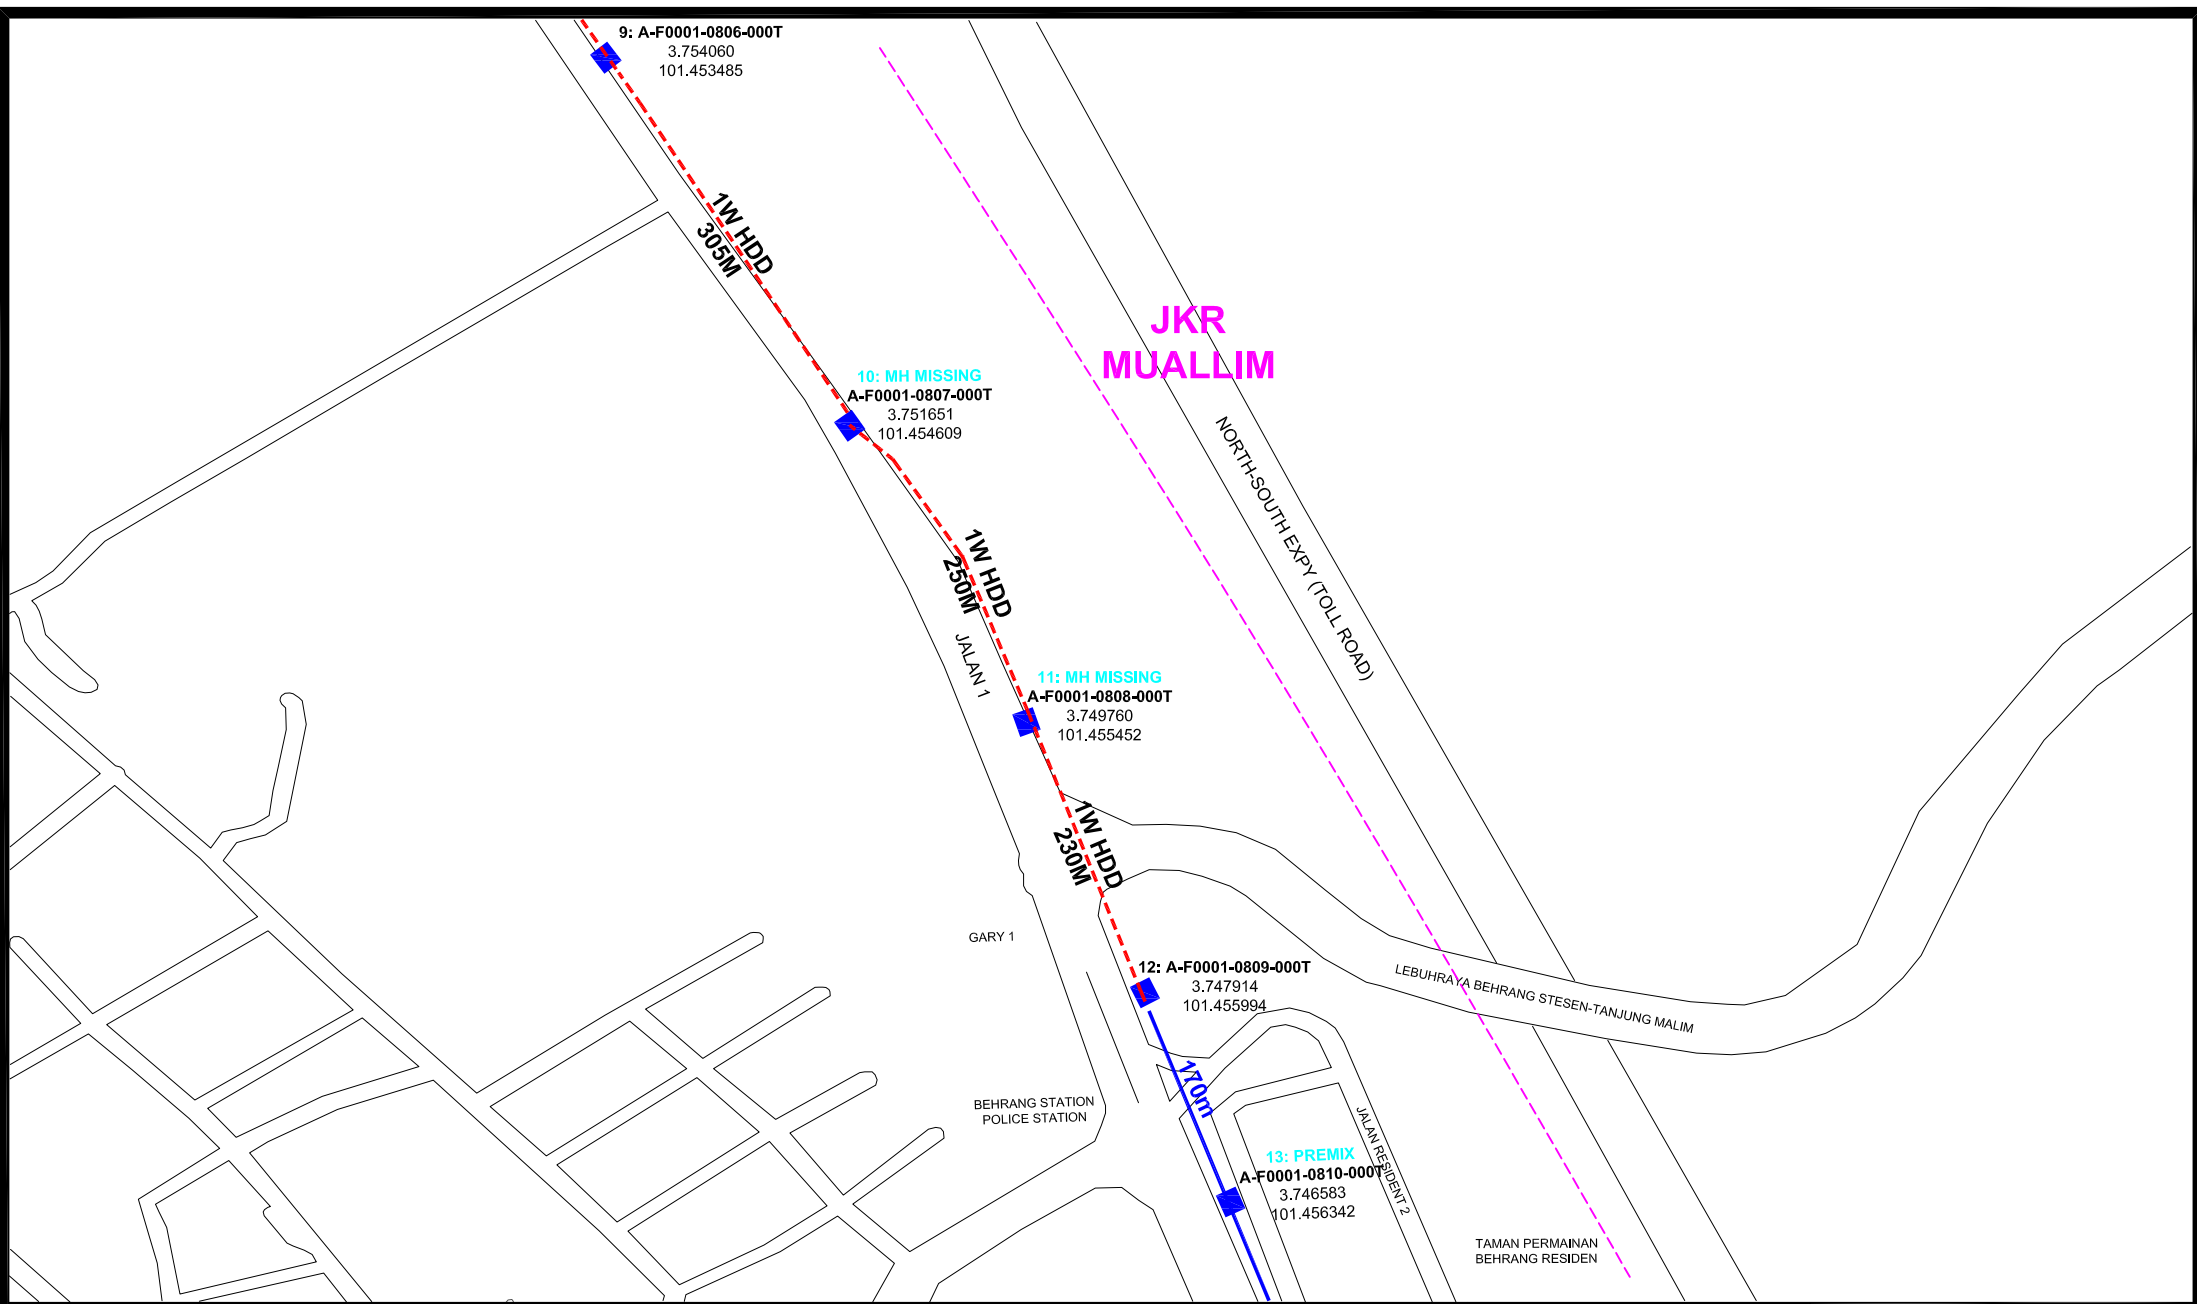 9: A-F0001-0806-000T
3.754060
101.453485
1W HDD
305M
JKR
MUALLIM
10: MH MISSING
A-F0001-0807-000T
3.751651
101.454609
NORTH-SOUTH EXPY (TOLL ROAD)
1W HDD
250M
JALAN 1
11: MH MISSING
A-F0001-0808-000T
3.749760
101.455452
1W HDD
230M
GARY 1
12: A-F0001-0809-000T
3.747914
101.455994
LEBUHRAYA BEHRANG STESEN-TANJUNG MALIM
170m
BEHRANG STATION
POLICE STATION
JALAN RESIDENT 2
13: PREMIX
A-F0001-0810-000T
3.746583
101.456342
TAMAN PERMAINAN
BEHRANG RESIDEN